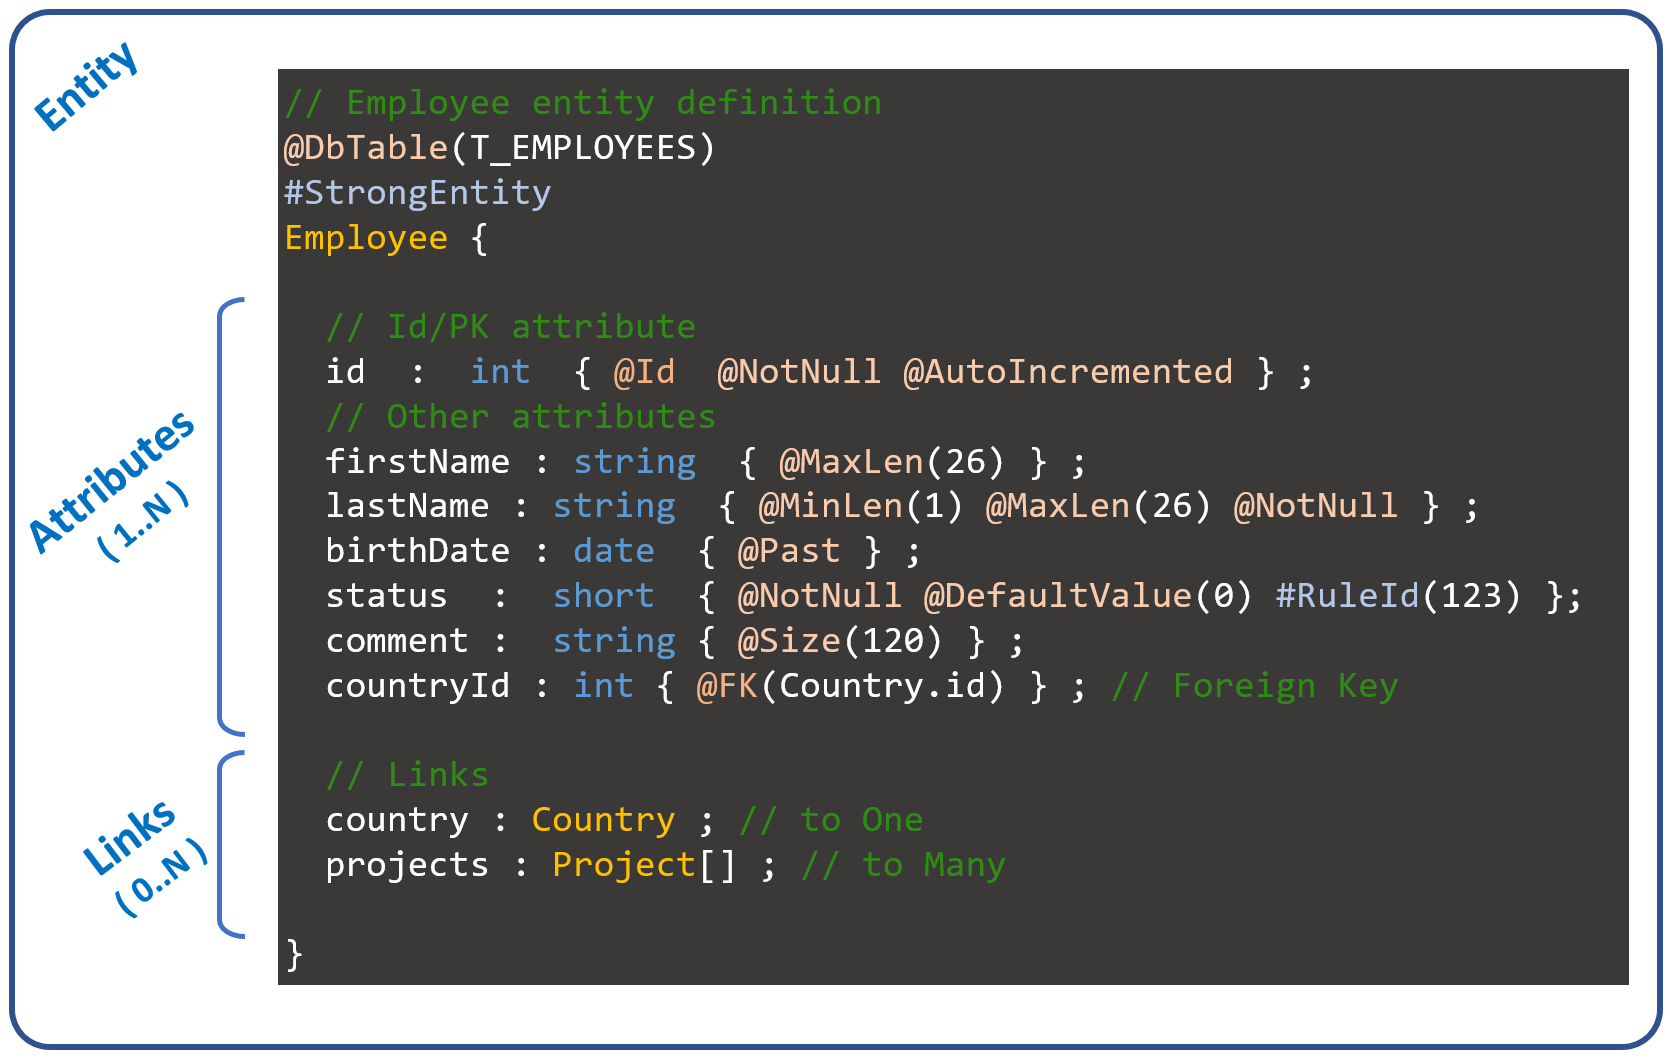 Entity
// Employee entity definition
@DbTable(T_EMPLOYEES)
#StrongEntity
Employee {
Attributes
( 1..N )
// Id/PK attribute
id : int { @Id @NotNull @AutoIncremented } ;
// Other attributes
firstName : string { @MaxLen(26) } ;
lastName : string { @MinLen(1) @MaxLen(26) @NotNull } ;
birthDate : date { @Past } ;
status : short { @NotNull @DefaultValue(0) #RuleId(123) };
comment : string { @Size(120) } ;
countryId : int { @FK(Country.id) } ; // Foreign Key
Links
( 0..N )
// Links
country : Country ; // to One
projects : Project[] ; // to Many
}